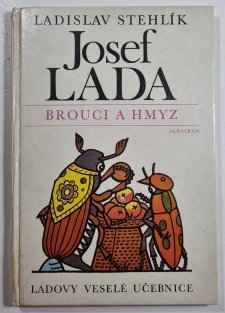 LADISLAV STEHLÍK
Josef
LADA
BROUCI A HMYZ
ALBATROS
LADOVY VESELÉ UČEBNICE